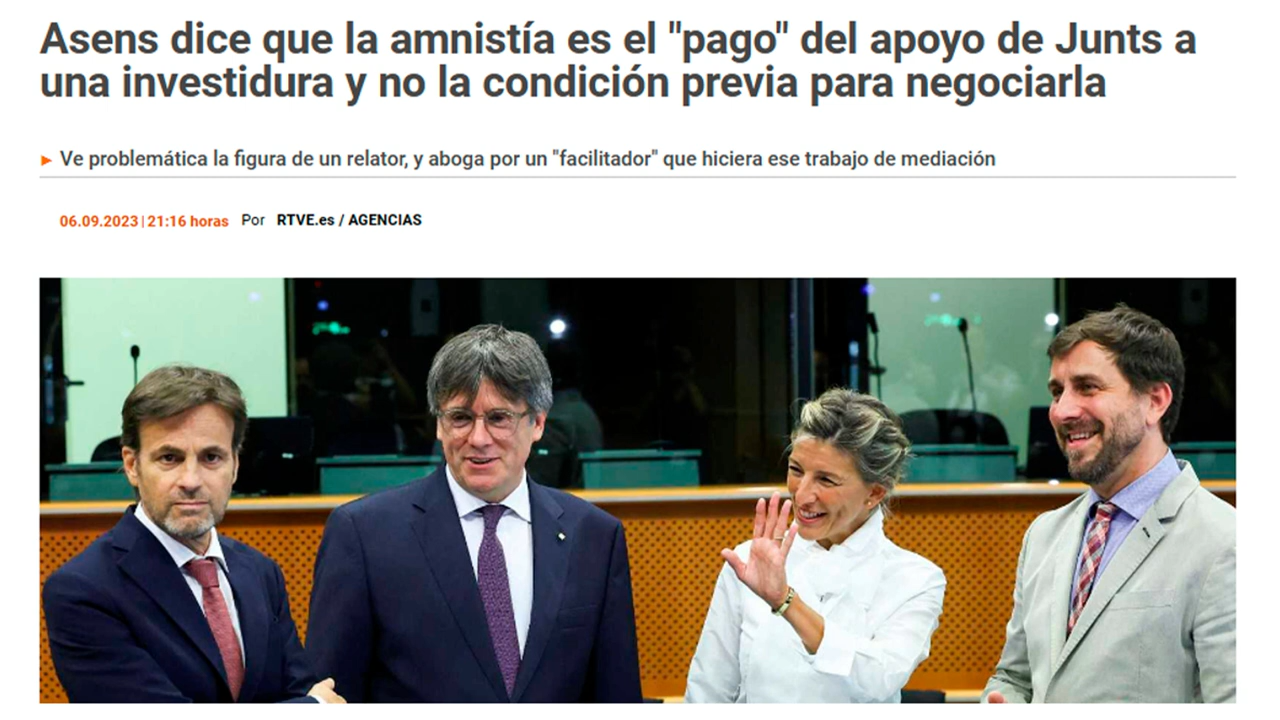 Asens dice que la amnistía es el "pago" del apoyo de Junts a
una investidura y no la condición previa para negociarla
► Ve problemática la figura de un relator, y aboga por un "facilitador" que hiciera ese trabajo de mediación
06.09.2023 | 21:16 horas Por RTVE.es / AGENCIAS